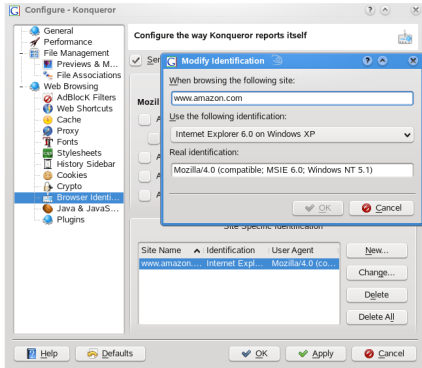 Configure - Konqueror
General
Performance
File Management
Previews & M...
File Associations
Web Browsing
AdBlocK Filters
Web Shortcuts
Cache
Proxy
Fonts
Stylesheets
History Sidebar
Cookies
Crypto
Browser Identi...
Java & JavaS...
Plugins
Configure the way Konqueror reports itself
Modify Identification
When browsing the following site:
www.amazon.com
Use the following identification:
Internet Explorer 6.0 on Windows XP
Real identification:
Mozilla/4.0 (compatible; MSIE 6.0; Windows NT 5.1)
OK Cancel
Site Specific Identification
Site Name Identification User Agent
www.amazon.... Internet Expl... Mozilla/4.0 (co...
New...
Change...
Delete
Delete All
Help Defaults OK Apply Cancel